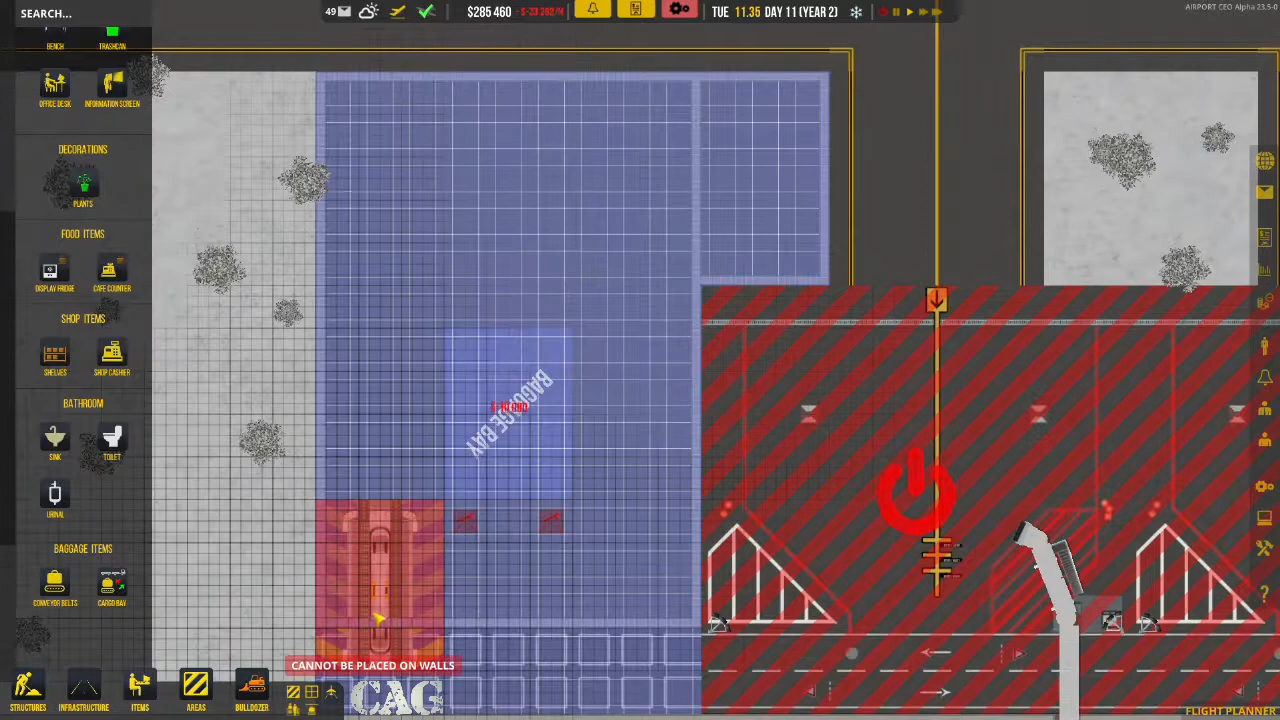 SEARCH...
49
$285 460
TUE 11.35 DAY 11 (YEAR 2)
AIRPORT CEO Alpha 23.5-0
BENCH
TRASHCAN
OFFICE DESK
INFORMATION SCREEN
DECORATIONS
PLANTS
FOOD ITEMS
DISPLAY FRIDGE
CAFE COUNTER
SHOP ITEMS
SHELVES
SHOP CASHIER
BATHROOM
SINK
TOILET
URINAL
BAGGAGE ITEMS
CONVEYOR BELTS
CARGO BAY
BAGGAGE BAY
CANNOT BE PLACED ON WALLS
STRUCTURES
INFRASTRUCTURE
ITEMS
AREAS
BULLDOZER
CAG
FLIGHT PLANNER